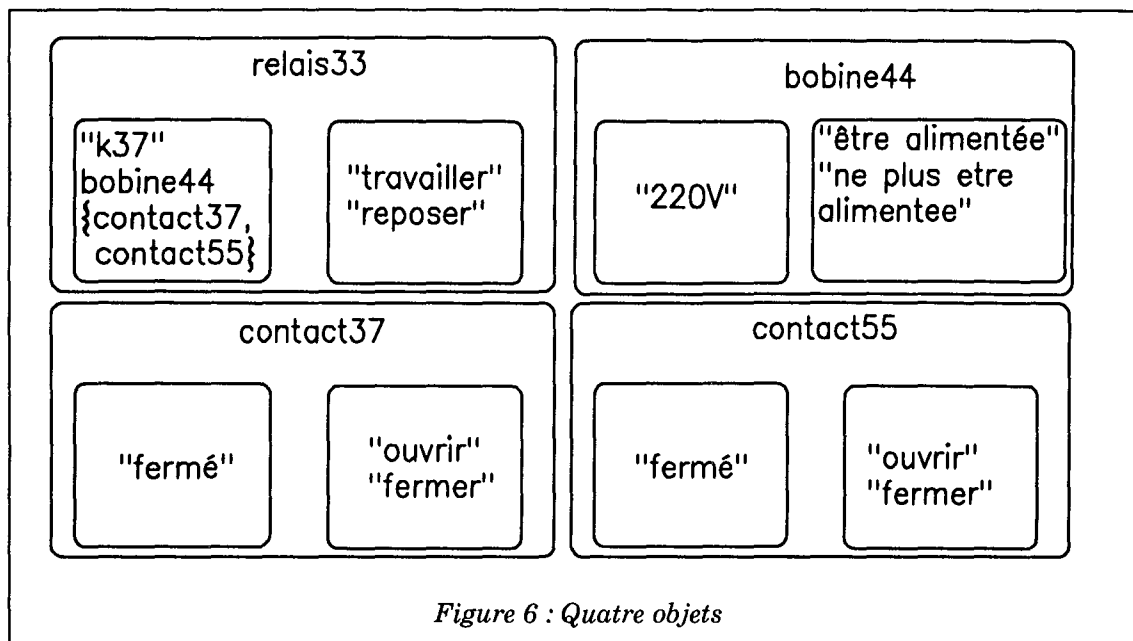 relais33
"k37"
bobine44
{contact37,
contact55}
"travailler"
"reposer"
bobine44
"220V"
"être alimentée"
"ne plus etre
alimentee"
contact37
"fermé"
"ouvrir"
"fermer"
contact55
"fermé"
"ouvrir"
"fermer"
Figure 6 : Quatre objets